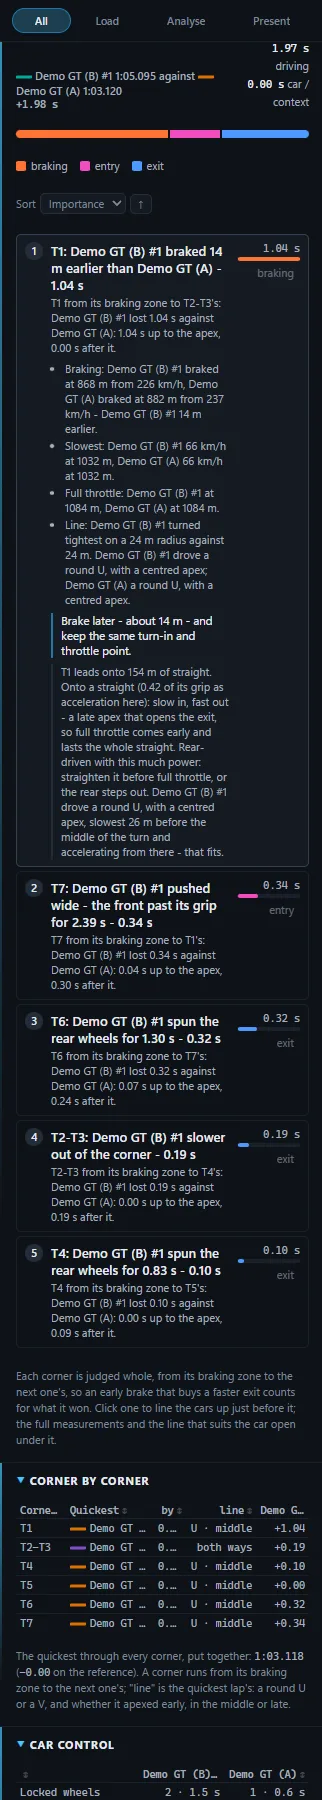 All Load Analyse Present
1.97 s
driving
Demo GT (B) #1 1:05.095 against
Demo GT (A) 1:03.120
+1.98 s
0.00 s car /
context
braking entry exit
Sort Importance ↑
1 T1: Demo GT (B) #1 braked 14
m earlier than Demo GT (A) -
1.04 s
1.04 s
braking
T1 from its braking zone to T2-T3's:
Demo GT (B) #1 lost 1.04 s against
Demo GT (A): 1.04 s up to the apex,
0.00 s after it.
• Braking: Demo GT (B) #1 braked
at 868 m from 226 km/h, Demo
GT (A) braked at 882 m from 237
km/h - Demo GT (B) #1 14 m
earlier.
• Slowest: Demo GT (B) #1 66 km/h
at 1032 m, Demo GT (A) 66 km/h
at 1032 m.
• Full throttle: Demo GT (B) #1 at
1084 m, Demo GT (A) at 1084 m.
• Line: Demo GT (B) #1 turned
tightest on a 24 m radius against
24 m. Demo GT (B) #1 drove a
round U, with a centred apex;
Demo GT (A) a round U, with a
centred apex.
Brake later - about 14 m - and
keep the same turn-in and
throttle point.
T1 leads onto 154 m of straight.
Onto a straight (0.42 of its grip as
acceleration here): slow in, fast out
- a late apex that opens the exit,
so full throttle comes early and
lasts the whole straight. Rear-
driven with this much power:
straighten it before full throttle, or
the rear steps out. Demo GT (B) #1
drove a round U, with a centred
apex, slowest 26 m before the
middle of the turn and
accelerating from there - that fits.
2 T7: Demo GT (B) #1 pushed
wide - the front past its grip
for 2.39 s - 0.34 s
0.34 s
entry
T7 from its braking zone to T1's:
Demo GT (B) #1 lost 0.34 s against
Demo GT (A): 0.04 s up to the apex,
0.30 s after it.
3 T6: Demo GT (B) #1 spun the
rear wheels for 1.30 s - 0.32 s
0.32 s
exit
T6 from its braking zone to T7's:
Demo GT (B) #1 lost 0.32 s against
Demo GT (A): 0.07 s up to the apex,
0.24 s after it.
4 T2-T3: Demo GT (B) #1 slower
out of the corner - 0.19 s
0.19 s
exit
T2-T3 from its braking zone to T4's:
Demo GT (B) #1 lost 0.19 s against
Demo GT (A): 0.00 s up to the apex,
0.19 s after it.
5 T4: Demo GT (B) #1 spun the
rear wheels for 0.83 s - 0.10 s
0.10 s
exit
T4 from its braking zone to T5's:
Demo GT (B) #1 lost 0.10 s against
Demo GT (A): 0.00 s up to the apex,
0.09 s after it.
Each corner is judged whole, from its braking zone to the
next one's, so an early brake that buys a faster exit counts
for what it won. Click one to line the cars up just before it;
the full measurements and the line that suits the car open
under it.
CORNER BY CORNER
Corne… Quickest by line Demo G…
T1 Demo GT … 0.… U · middle +1.04
T2-T3 Demo GT … 0.… both ways +0.19
T4 Demo GT … 0.… U · middle +0.10
T5 Demo GT … 0.… U · middle +0.00
T6 Demo GT … 0.… U · middle +0.32
T7 Demo GT … 0.… U · middle +0.34
The quickest through every corner, put together: 1:03.118
(-0.00 on the reference). A corner runs from its braking
zone to the next one's; "line" is the quickest lap's: a round U
or a V, and whether it apexed early, in the middle or late.
CAR CONTROL
Demo GT (B)… Demo GT (A)
Locked wheels 2 · 1.5 s 1 · 0.6 s